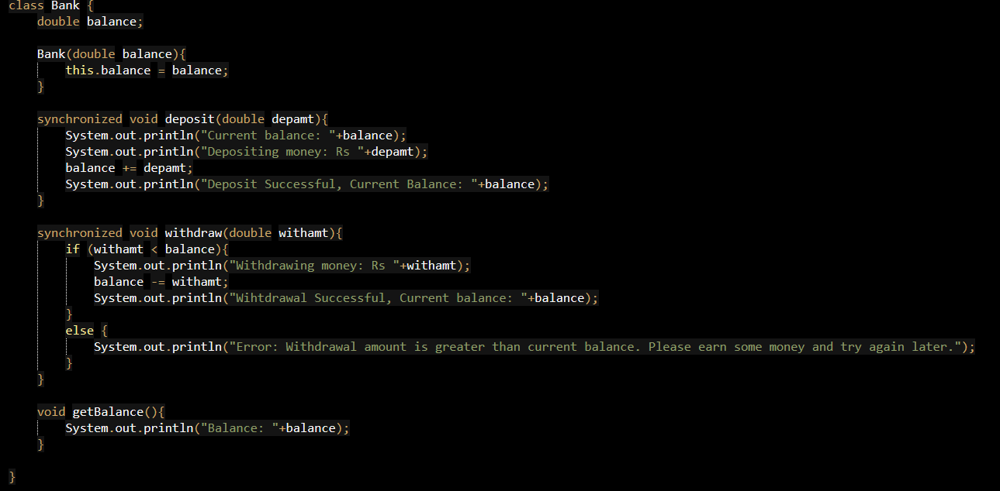 class Bank {
    double balance;

    Bank(double balance){
        this.balance = balance;
    }

    synchronized void deposit(double depamt){
        System.out.println("Current balance: "+balance);
        System.out.println("Depositing money: Rs "+depamt);
        balance += depamt;
        System.out.println("Deposit Successful, Current Balance: "+balance);
    }

    synchronized void withdraw(double withamt){
        if (withamt < balance){
            System.out.println("Withdrawing money: Rs "+withamt);
            balance -= withamt;
            System.out.println("Wihtdrawal Successful, Current balance: "+balance);
        }
        else {
            System.out.println("Error: Withdrawal amount is greater than current balance. Please earn some money and try again later.");
        }
    }

    void getBalance(){
        System.out.println("Balance: "+balance);
    }

}